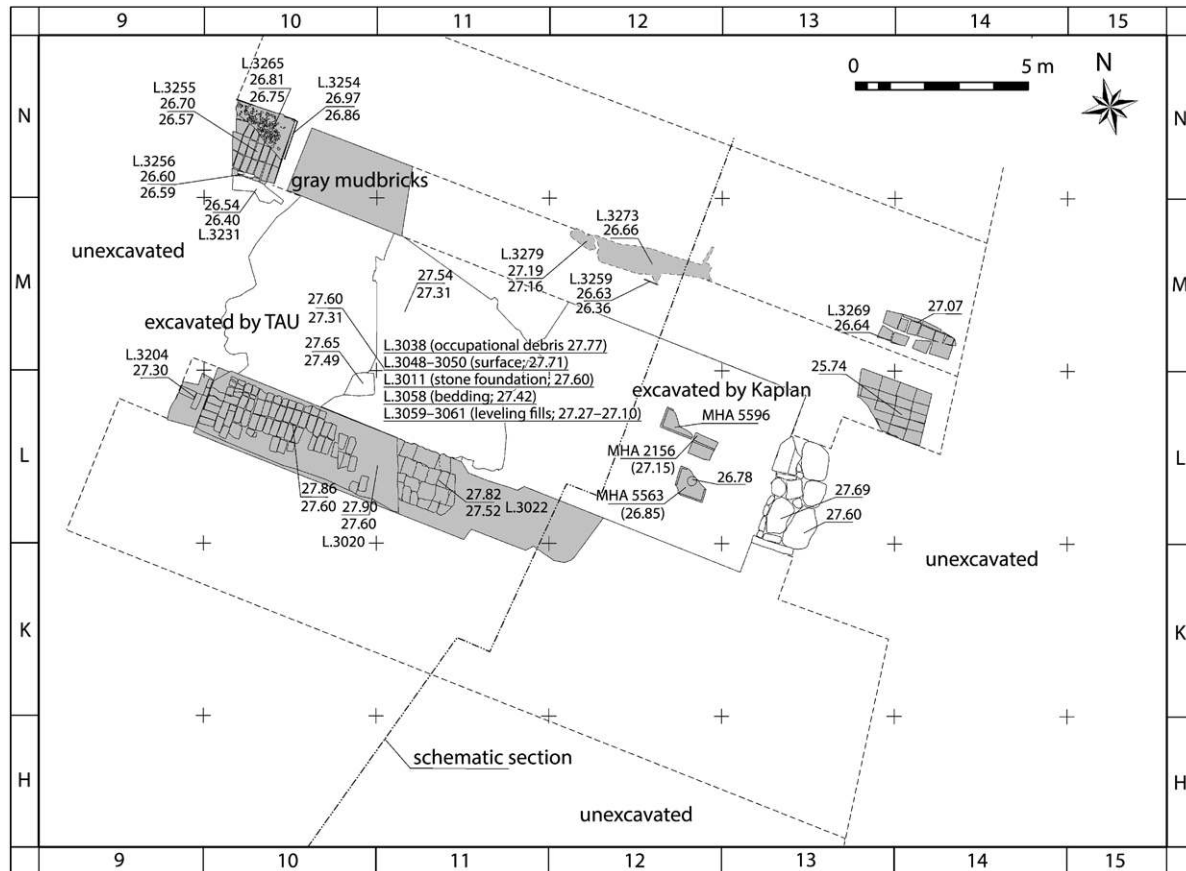 9 10 11 12 13 14 15
0 5 m
N
N
N
L.3265
26.81
26.75
L.3255
26.70
26.57
L.3254
26.97
26.86
L.3256
26.60
26.59
gray mudbricks
26.54
26.40
L.3231
unexcavated
L.3273
26.66
L.3279
27.19
27.16
L.3259
26.63
26.36
M
M
27.54
27.31
27.60
27.31
excavated by TAU
27.65
27.49
L.3269
26.64
27.07
L.3038 (occupational debris 27.77)
L.3048–3050 (surface; 27.71)
L.3011 (stone foundation; 27.60)
L.3058 (bedding; 27.42)
L.3059–3061 (leveling fills; 27.27–27.10)
L.3204
27.30
25.74
excavated by Kaplan
MHA 5596
MHA 2156
(27.15)
26.78
MHA 5563
(26.85)
L
L
27.86
27.60
27.90
27.60
L.3020
27.82
27.52 L.3022
27.69
27.60
unexcavated
K
K
schematic section
H
H
unexcavated
9 10 11 12 13 14 15